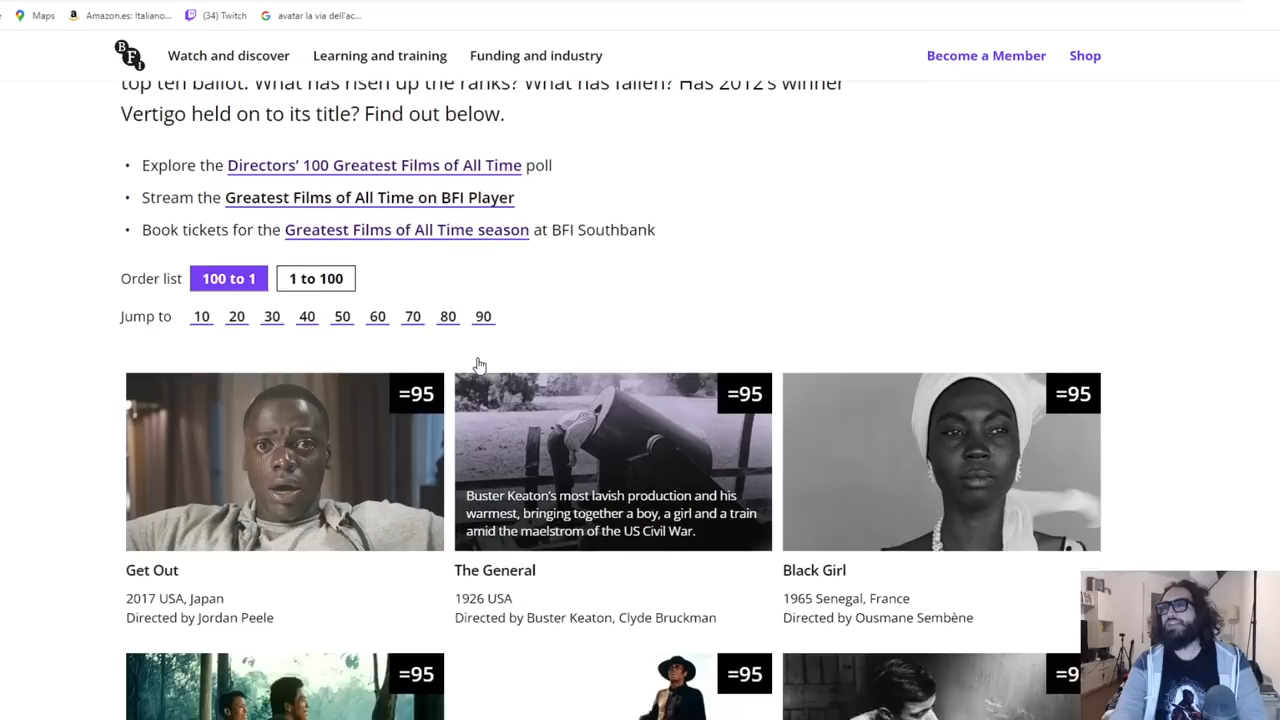 Maps
Amazon.es: Italiano...
(34) Twitch
avatar la via dell'ac...
BFI
Watch and discover
Learning and training
Funding and industry
Become a Member
Shop
top ten ballot. What has risen up the ranks? What has fallen? Has 2012's winner
Vertigo held on to its title? Find out below.
• Explore the Directors' 100 Greatest Films of All Time poll
• Stream the Greatest Films of All Time on BFI Player
• Book tickets for the Greatest Films of All Time season at BFI Southbank
Order list 100 to 1 1 to 100
Jump to 10 20 30 40 50 60 70 80 90
=95
=95
=95
Buster Keaton's most lavish production and his
warmest, bringing together a boy, a girl and a train
amid the maelstrom of the US Civil War.
Get Out
2017 USA, Japan
Directed by Jordan Peele
The General
1926 USA
Directed by Buster Keaton, Clyde Bruckman
Black Girl
1965 Senegal, France
Directed by Ousmane Sembène
=95
=95
=9